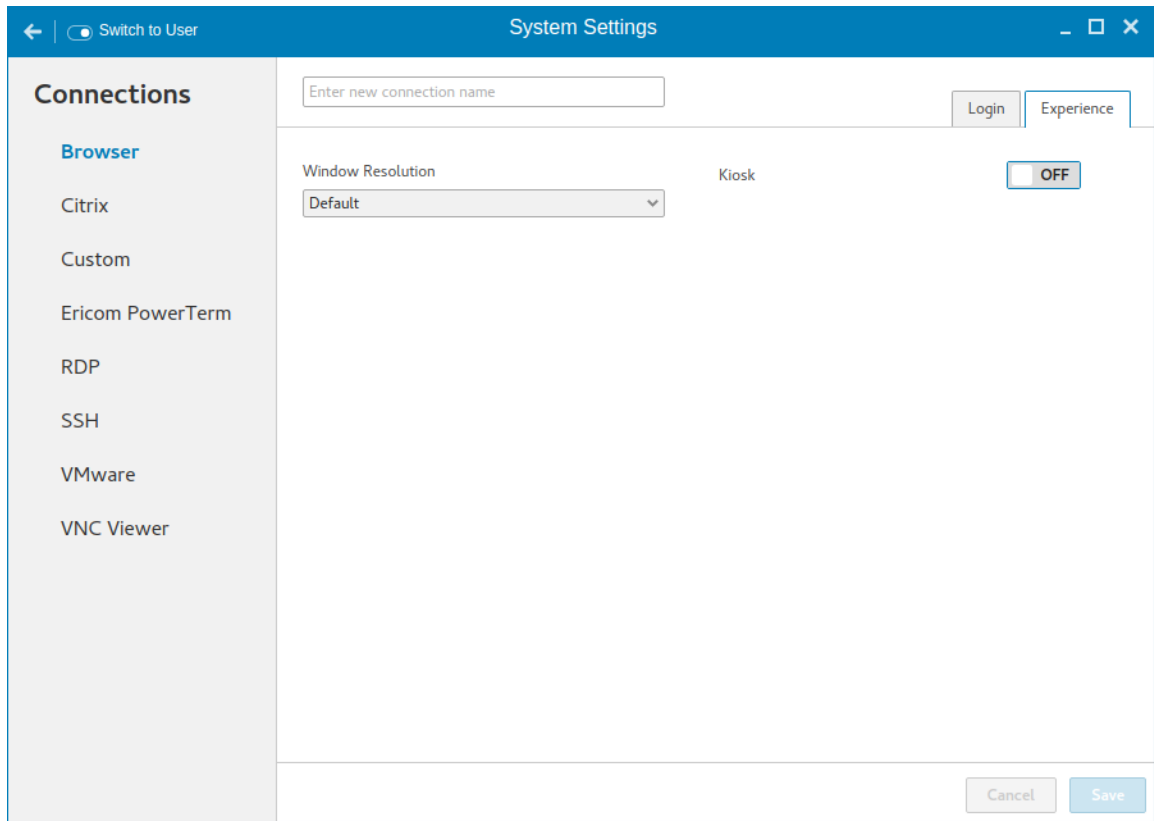 Switch to User
System Settings
Connections
Browser
Citrix
Custom
Ericom PowerTerm
RDP
SSH
VMware
VNC Viewer
Enter new connection name
Login
Experience
Window Resolution
Default
Kiosk
OFF
Cancel
Save